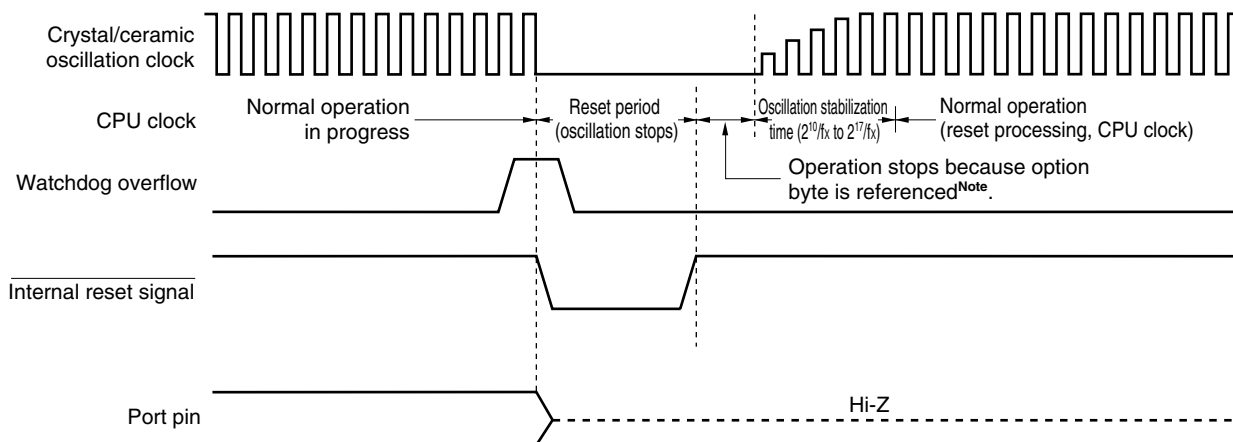 Crystal/ceramic
oscillation clock
CPU clock
Normal operation
in progress
Reset period
(oscillation stops)
Oscillation stabilization
time (2¹⁰/fx to 2¹⁷/fx)
Normal operation
(reset processing, CPU clock)
Operation stops because option
byte is referencedNote.
Watchdog overflow
Internal reset signal
Port pin
Hi-Z